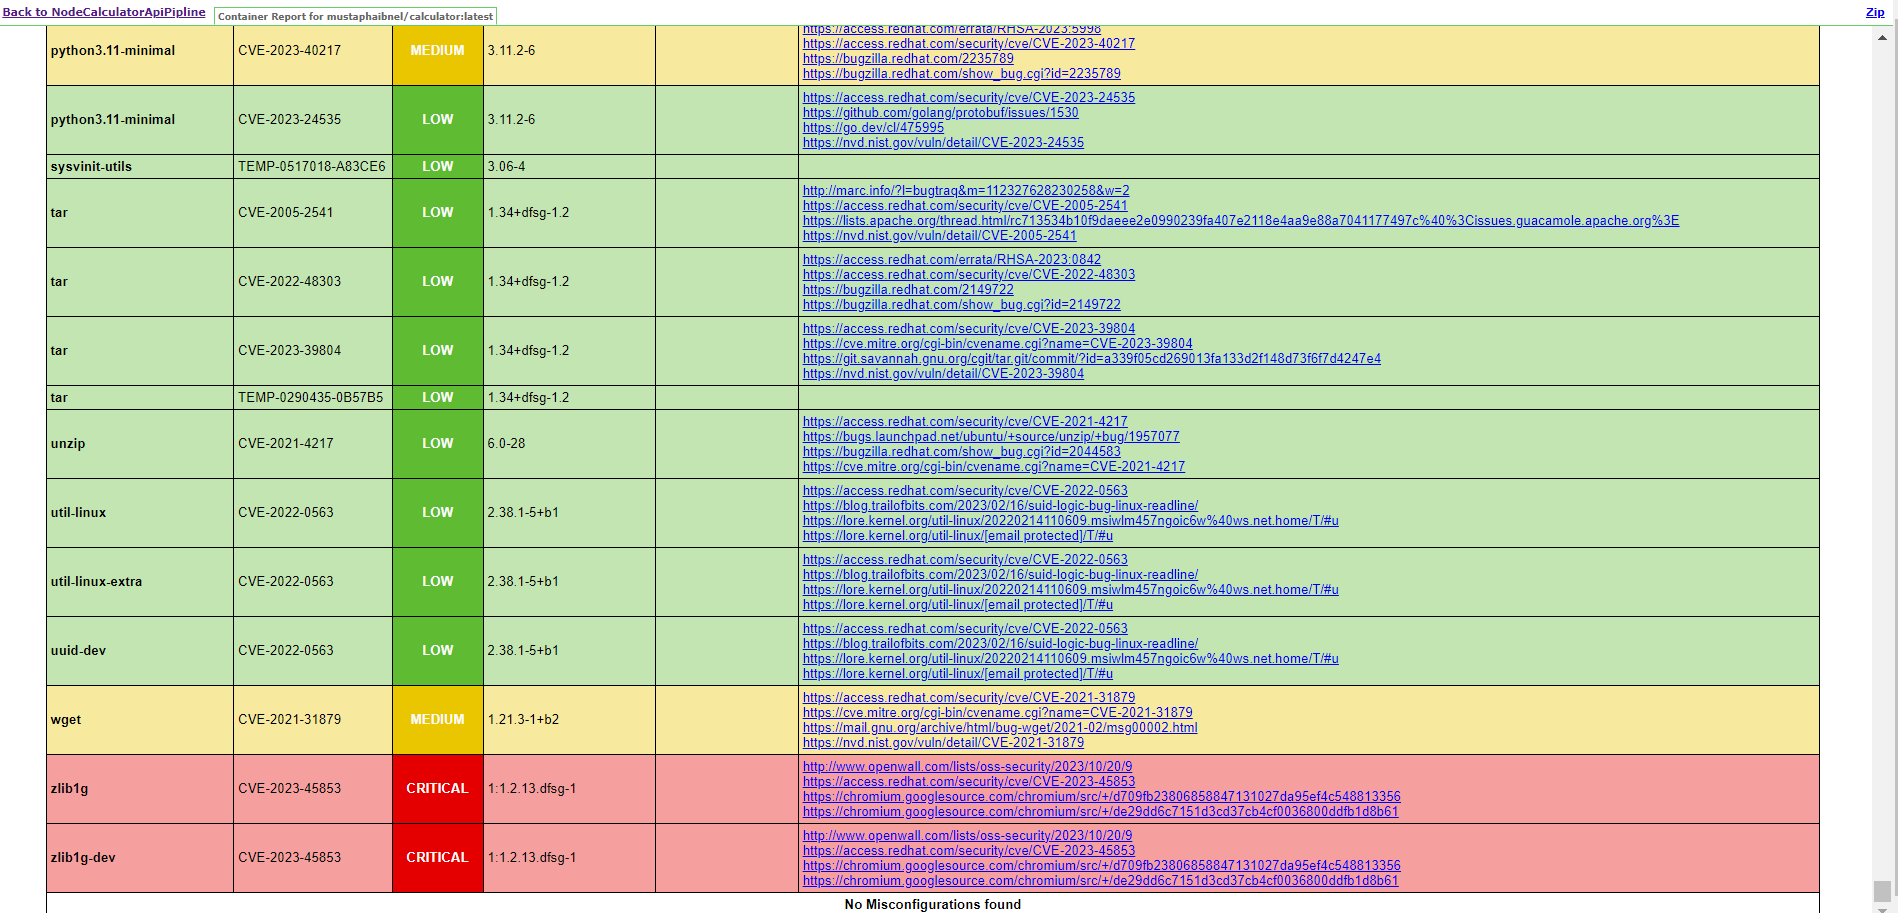 Back to NodeCalculatorApiPipline
Container Report for mustaphaibnel/calculator:latest
Zip
python3.11-minimal CVE-2023-40217 MEDIUM 3.11.2-6
https://access.redhat.com/errata/RHSA-2023:5998
https://access.redhat.com/security/cve/CVE-2023-40217
https://bugzilla.redhat.com/2235789
https://bugzilla.redhat.com/show_bug.cgi?id=2235789
python3.11-minimal CVE-2023-24535 LOW 3.11.2-6
https://access.redhat.com/security/cve/CVE-2023-24535
https://github.com/golang/protobuf/issues/1530
https://go.dev/cl/475995
https://nvd.nist.gov/vuln/detail/CVE-2023-24535
sysvinit-utils TEMP-0517018-A83CE6 LOW 3.06-4
tar CVE-2005-2541 LOW 1.34+dfsg-1.2
http://marc.info/?l=bugtraq&m=112327628230258&w=2
https://access.redhat.com/security/cve/CVE-2005-2541
https://lists.apache.org/thread.html/rc713534b10f9daeee2e0990239fa407e2118e4aa9e88a7041177497c%40%3Cissues.guacamole.apache.org%3E
https://nvd.nist.gov/vuln/detail/CVE-2005-2541
tar CVE-2022-48303 LOW 1.34+dfsg-1.2
https://access.redhat.com/errata/RHSA-2023:0842
https://access.redhat.com/security/cve/CVE-2022-48303
https://bugzilla.redhat.com/2149722
https://bugzilla.redhat.com/show_bug.cgi?id=2149722
tar CVE-2023-39804 LOW 1.34+dfsg-1.2
https://access.redhat.com/security/cve/CVE-2023-39804
https://cve.mitre.org/cgi-bin/cvename.cgi?name=CVE-2023-39804
https://git.savannah.gnu.org/cgit/tar.git/commit/?id=a339f05cd269013fa133d2f148d73f6f7d4247e4
https://nvd.nist.gov/vuln/detail/CVE-2023-39804
tar TEMP-0290435-0B57B5 LOW 1.34+dfsg-1.2
unzip CVE-2021-4217 LOW 6.0-28
https://access.redhat.com/security/cve/CVE-2021-4217
https://bugs.launchpad.net/ubuntu/+source/unzip/+bug/1957077
https://bugzilla.redhat.com/show_bug.cgi?id=2044583
https://cve.mitre.org/cgi-bin/cvename.cgi?name=CVE-2021-4217
util-linux CVE-2022-0563 LOW 2.38.1-5+b1
https://access.redhat.com/security/cve/CVE-2022-0563
https://blog.trailofbits.com/2023/02/16/suid-logic-bug-linux-readline/
https://lore.kernel.org/util-linux/20220214110609.msiwlm457ngoic6w%40ws.net.home/T/#u
https://lore.kernel.org/util-linux/[email protected]/T/#u
util-linux-extra CVE-2022-0563 LOW 2.38.1-5+b1
https://access.redhat.com/security/cve/CVE-2022-0563
https://blog.trailofbits.com/2023/02/16/suid-logic-bug-linux-readline/
https://lore.kernel.org/util-linux/20220214110609.msiwlm457ngoic6w%40ws.net.home/T/#u
https://lore.kernel.org/util-linux/[email protected]/T/#u
uuid-dev CVE-2022-0563 LOW 2.38.1-5+b1
https://access.redhat.com/security/cve/CVE-2022-0563
https://blog.trailofbits.com/2023/02/16/suid-logic-bug-linux-readline/
https://lore.kernel.org/util-linux/20220214110609.msiwlm457ngoic6w%40ws.net.home/T/#u
https://lore.kernel.org/util-linux/[email protected]/T/#u
wget CVE-2021-31879 MEDIUM 1.21.3-1+b2
https://access.redhat.com/security/cve/CVE-2021-31879
https://cve.mitre.org/cgi-bin/cvename.cgi?name=CVE-2021-31879
https://mail.gnu.org/archive/html/bug-wget/2021-02/msg00002.html
https://nvd.nist.gov/vuln/detail/CVE-2021-31879
zlib1g CVE-2023-45853 CRITICAL 1:1.2.13.dfsg-1
http://www.openwall.com/lists/oss-security/2023/10/20/9
https://access.redhat.com/security/cve/CVE-2023-45853
https://chromium.googlesource.com/chromium/src/+/d709fb23806858847131027da95ef4c548813356
https://chromium.googlesource.com/chromium/src/+/de29dd6c7151d3cd37cb4cf0036800ddfb1d8b61
zlib1g-dev CVE-2023-45853 CRITICAL 1:1.2.13.dfsg-1
http://www.openwall.com/lists/oss-security/2023/10/20/9
https://access.redhat.com/security/cve/CVE-2023-45853
https://chromium.googlesource.com/chromium/src/+/d709fb23806858847131027da95ef4c548813356
https://chromium.googlesource.com/chromium/src/+/de29dd6c7151d3cd37cb4cf0036800ddfb1d8b61
No Misconfigurations found